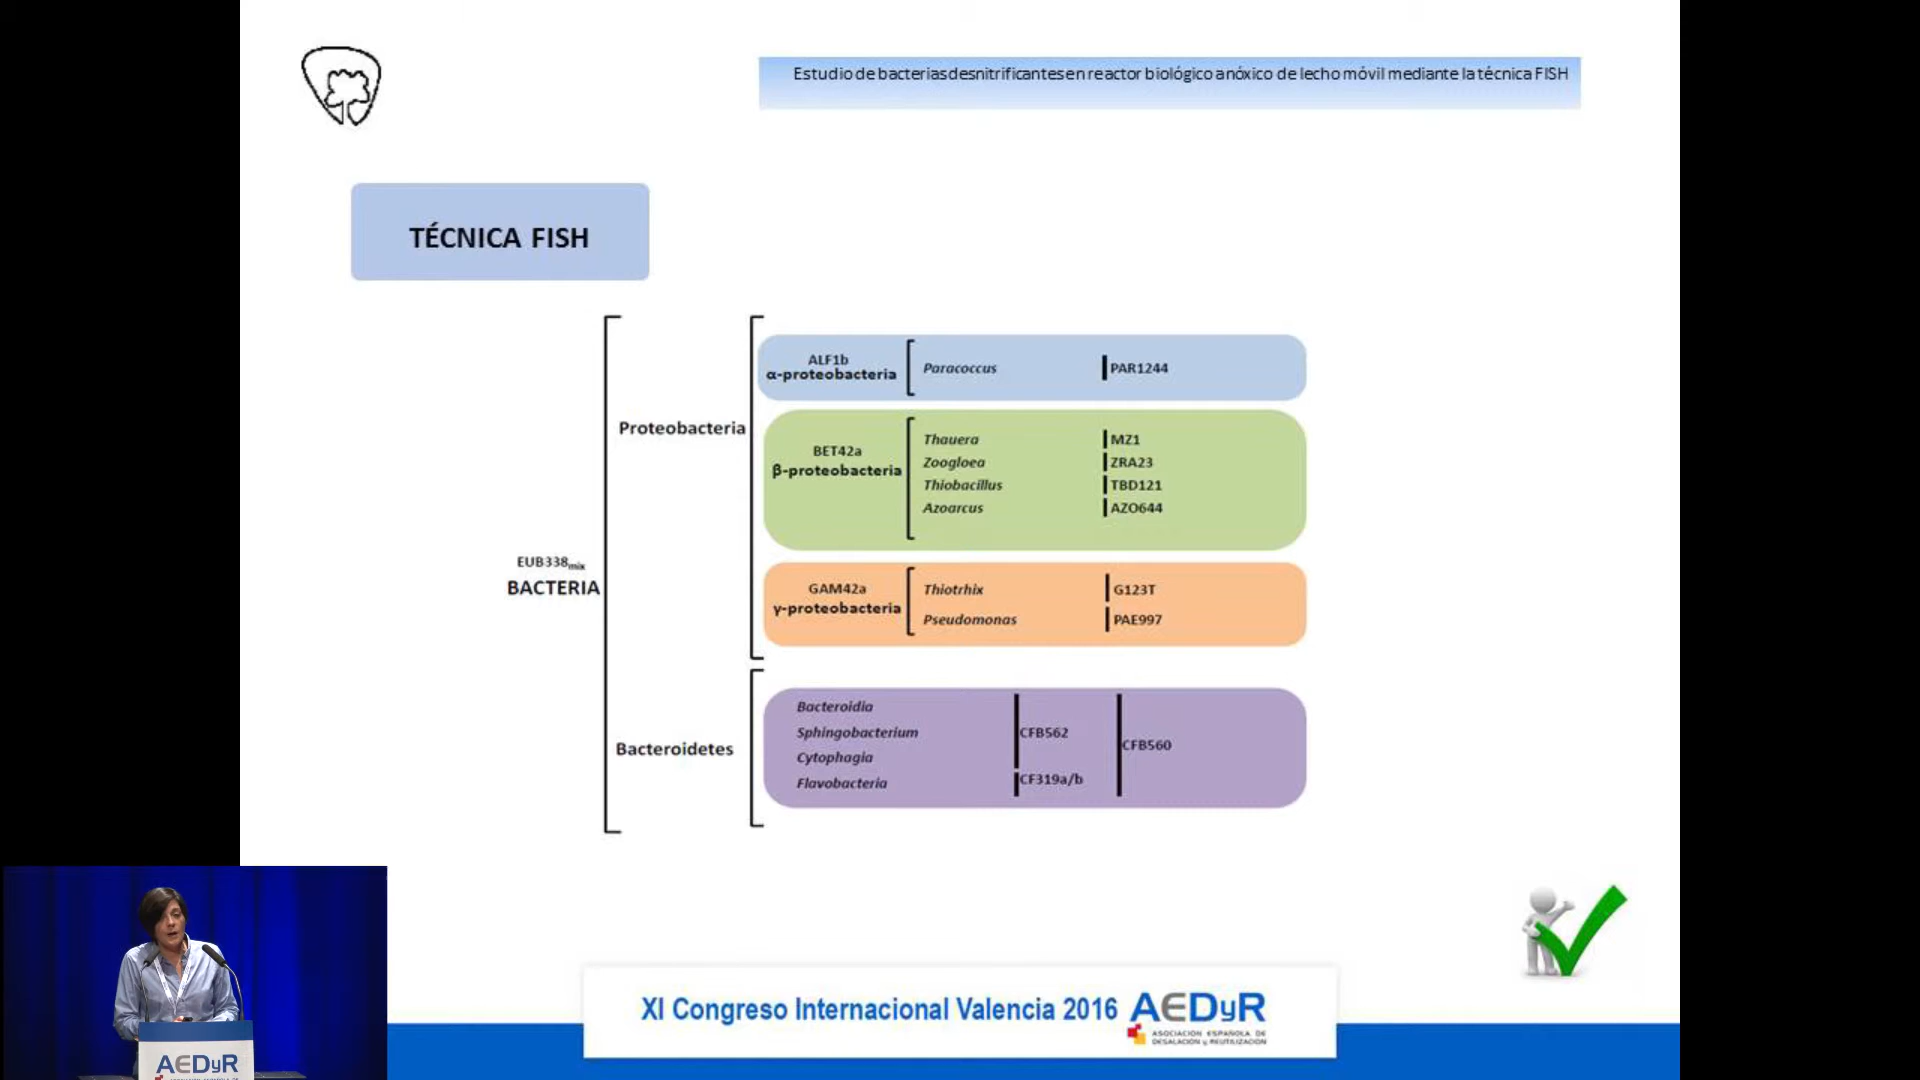 Estudio de bacterias desnitrificantes en reactor biológico anóxico de lecho móvil mediante la técnica FISH
TÉCNICA FISH
EUB338mix
BACTERIA
Proteobacteria
ALF1b
α-proteobacteria
Paracoccus
PAR1244
BET42a
β-proteobacteria
Thauera
MZ1
Zoogloea
ZRA23
Thiobacillus
TBD121
Azoarcus
AZO644
GAM42a
γ-proteobacteria
Thiotrhix
G123T
Pseudomonas
PAE997
Bacteroidetes
Bacteroidia
Sphingobacterium
Cytophagia
Flavobacteria
CFB562
CF319a/b
CFB560
XI Congreso Internacional Valencia 2016
AEDyR
ASOCIACIÓN ESPAÑOLA DE
DESALACIÓN y REUTILIZACIÓN
AEDyR